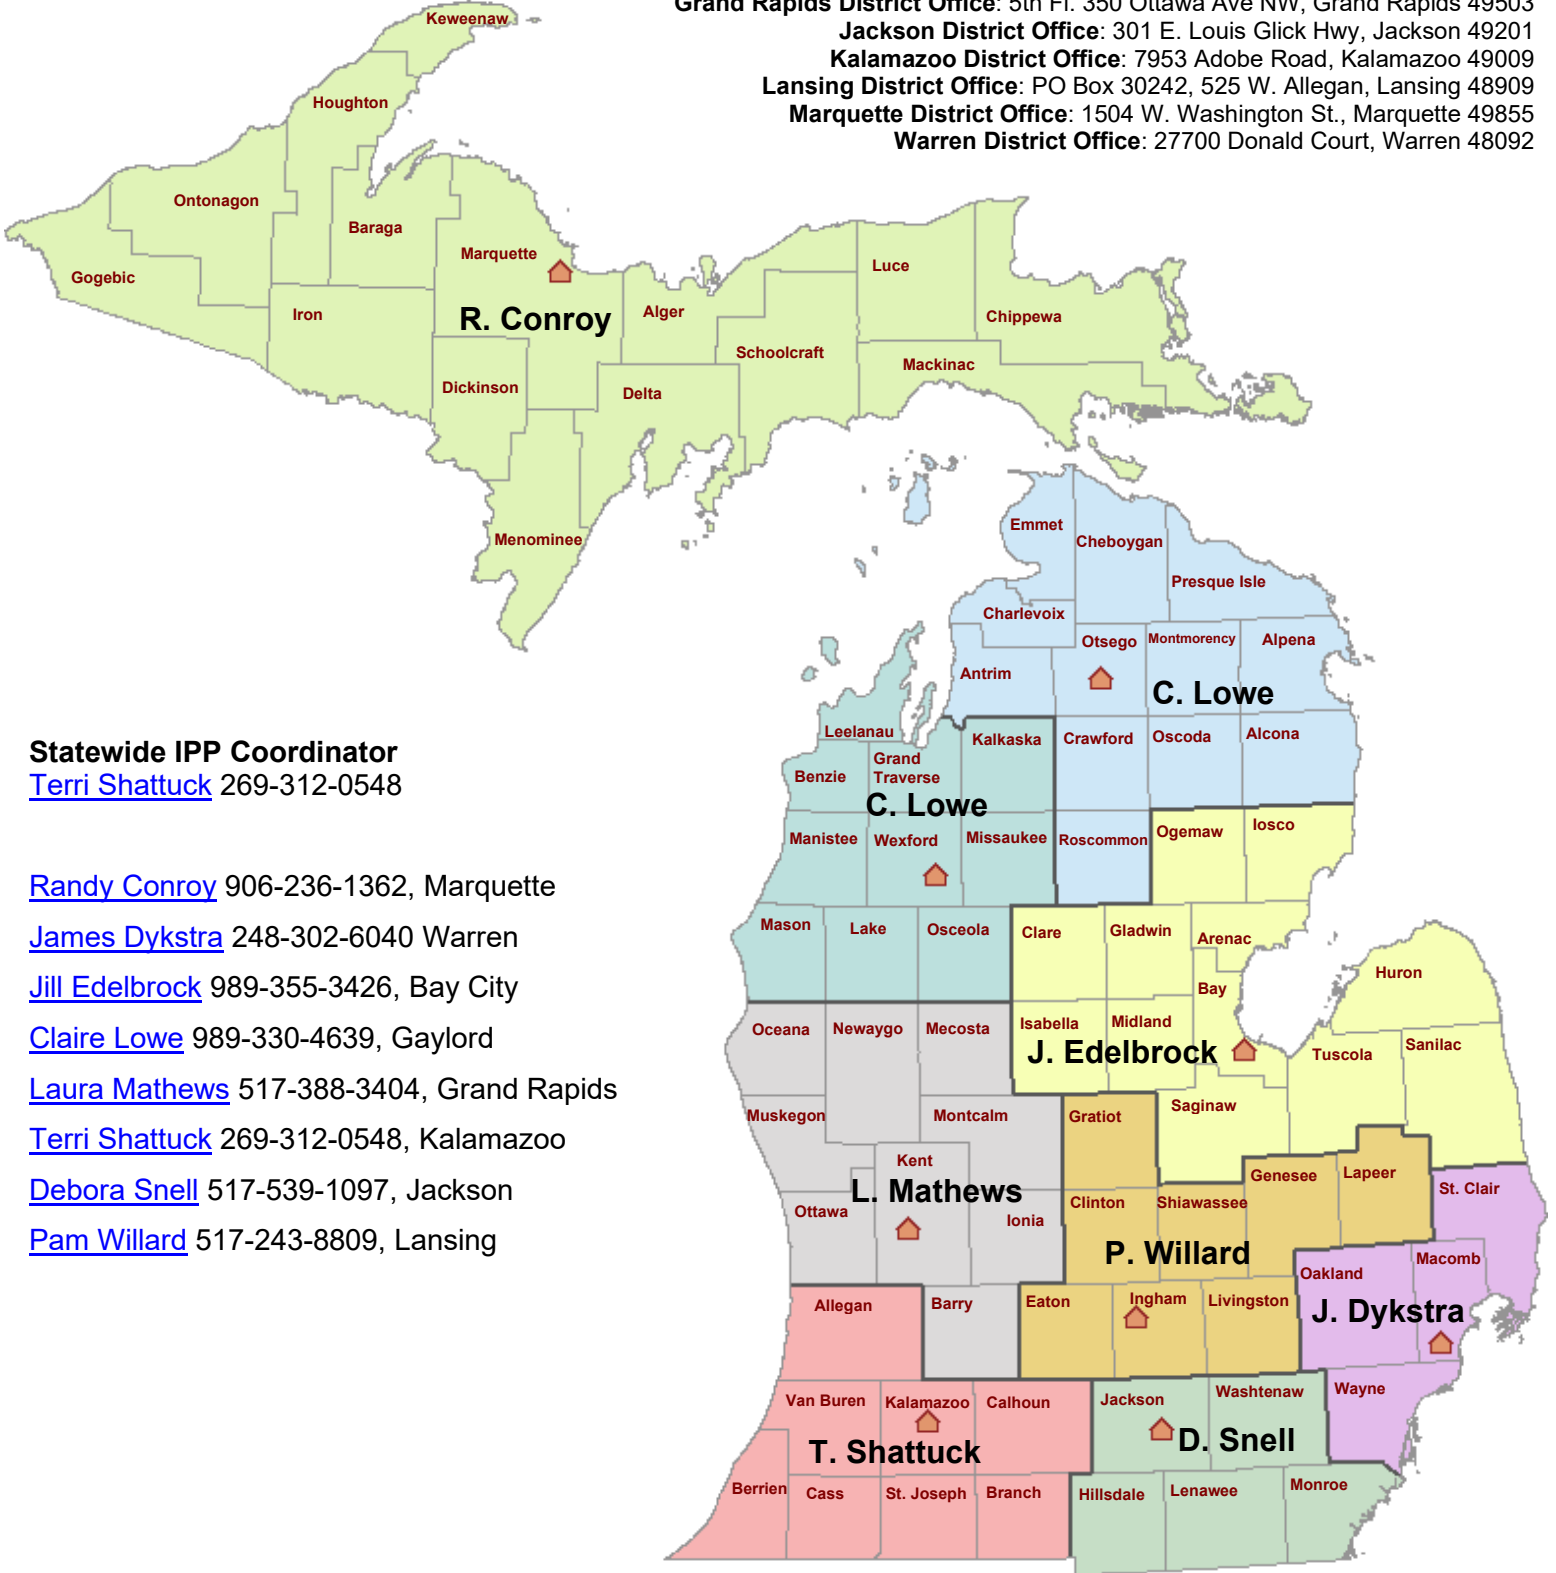 Grand Rapids District Office: 5th Fl. 350 Ottawa Ave NW, Grand Rapids 49503
Jackson District Office: 301 E. Louis Glick Hwy, Jackson 49201
Kalamazoo District Office: 7953 Adobe Road, Kalamazoo 49009
Lansing District Office: PO Box 30242, 525 W. Allegan, Lansing 48909
Marquette District Office: 1504 W. Washington St., Marquette 49855
Warren District Office: 27700 Donald Court, Warren 48092
Keweenaw
Houghton
Ontonagon
Baraga
Marquette
Gogebic
Iron
R. Conroy
Alger
Luce
Chippewa
Schoolcraft
Mackinac
Dickinson
Delta
Menominee
Emmet
Cheboygan
Presque Isle
Charlevoix
Otsego
Montmorency
Alpena
Antrim
C. Lowe
Crawford
Oscoda
Alcona
Roscommon
Leelanau
Kalkaska
Benzie
Grand
Traverse
C. Lowe
Manistee
Wexford
Missaukee
Mason
Lake
Osceola
Statewide IPP Coordinator
Terri Shattuck 269-312-0548
Randy Conroy 906-236-1362, Marquette
James Dykstra 248-302-6040 Warren
Jill Edelbrock 989-355-3426, Bay City
Claire Lowe 989-330-4639, Gaylord
Laura Mathews 517-388-3404, Grand Rapids
Terri Shattuck 269-312-0548, Kalamazoo
Debora Snell 517-539-1097, Jackson
Pam Willard 517-243-8809, Lansing
Ogemaw
Iosco
Clare
Gladwin
Arenac
Bay
Huron
Isabella
Midland
J. Edelbrock
Tuscola
Sanilac
Saginaw
Oceana
Newaygo
Mecosta
Muskegon
Montcalm
Kent
L. Mathews
Ottawa
Ionia
Barry
Gratiot
Genesee
Lapeer
Clinton
Shiawassee
P. Willard
Eaton
Ingham
Livingston
St. Clair
Macomb
Oakland
J. Dykstra
Wayne
Allegan
Van Buren
Kalamazoo
Calhoun
T. Shattuck
Berrien
Cass
St. Joseph
Branch
Jackson
Washtenaw
D. Snell
Hillsdale
Lenawee
Monroe